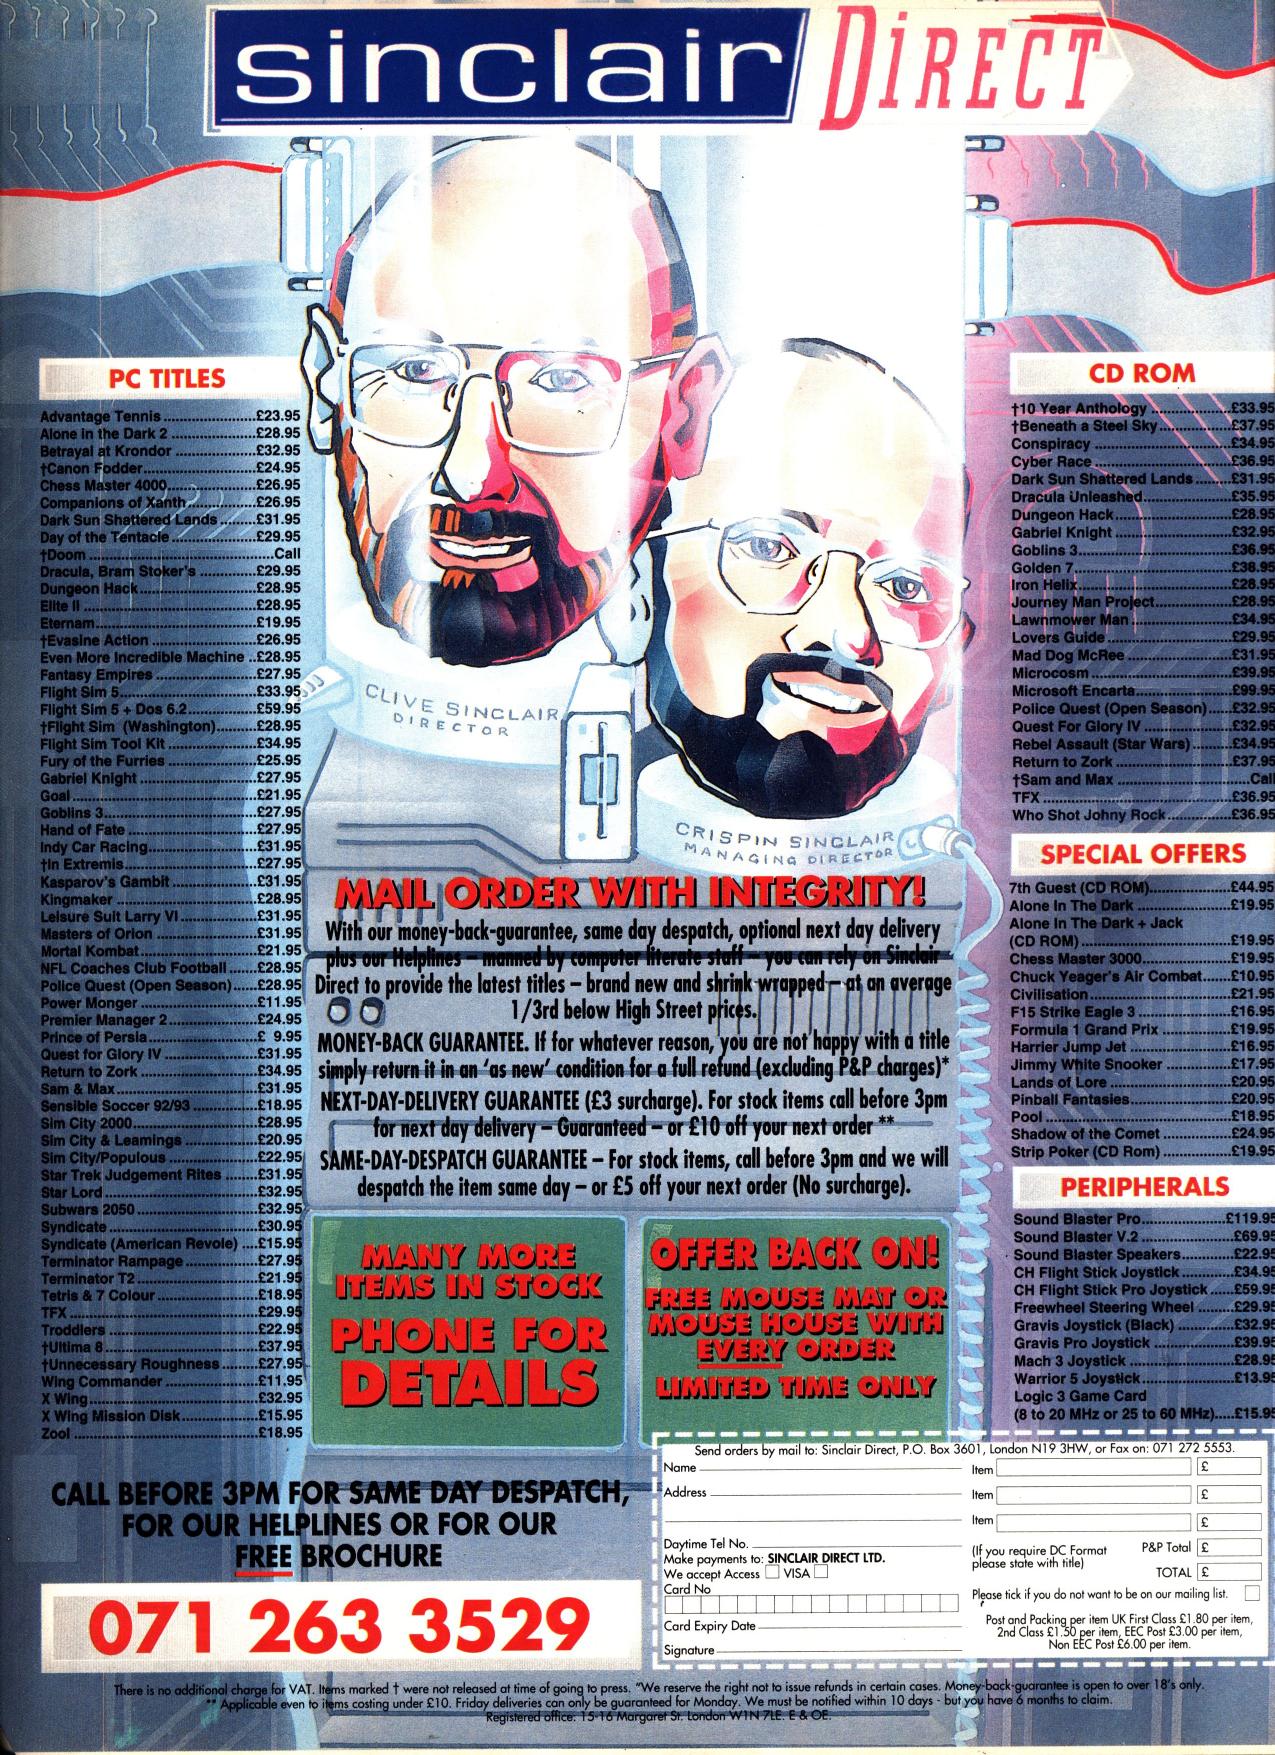 sinclair DiRECT
PC TITLES
Advantage Tennis ......................£23.95
Alone in the Dark 2 ....................£28.95
Betrayal at Krondor ...................£32.95
†Canon Fodder...........................£24.95
Chess Master 4000.....................£26.95
Companions of Xanth.................£26.95
Dark Sun Shattered Lands .........£31.95
Day of the Tentacle ....................£29.95
†Doom ............................................Call
Dracula, Bram Stoker's ..............£29.95
Dungeon Hack............................£28.95
Elite II .........................................£28.95
Eternam.......................................£19.95
†Evasine Action ..........................£26.95
Even More Incredible Machine ..£28.95
Fantasy Empires .........................£27.95
Flight Sim 5.................................£33.95
Flight Sim 5 + Dos 6.2.................£59.95
†Flight Sim (Washington)..........£28.95
Flight Sim Tool Kit ......................£34.95
Fury of the Furries ......................£25.95
Gabriel Knight ............................£27.95
Goal ............................................£21.95
Goblins 3.....................................£27.95
Hand of Fate ...............................£27.95
Indy Car Racing..........................£31.95
†In Extremis................................£27.95
Kasparov's Gambit .....................£31.95
Kingmaker ..................................£28.95
Leisure Suit Larry VI ...................£31.95
Masters of Orion.........................£31.95
Mortal Kombat............................£21.95
NFL Coaches Club Football .......£28.95
Police Quest (Open Season)......£28.95
Power Monger ............................£11.95
Premier Manager 2.....................£24.95
Prince of Persia..........................£ 9.95
Quest for Glory IV ......................£31.95
Return to Zork ............................£34.95
Sam & Max..................................£31.95
Sensible Soccer 92/93 ...............£18.95
Sim City 2000..............................£28.95
Sim City & Leamings ..................£20.95
Sim City/Populous ......................£22.95
Star Trek Judgement Rites ........£31.95
Star Lord.....................................£32.95
Subwars 2050..............................£32.95
Syndicate....................................£30.95
Syndicate (American Revole) ....£15.95
Terminator Rampage ..................£27.95
Terminator T2 .............................£21.95
Tetris & 7 Colour.........................£18.95
TFX .............................................£29.95
Troddlers ....................................£22.95
†Ultima 8.....................................£37.95
†Unnecessary Roughness..........£27.95
Wing Commander .......................£11.95
X Wing.........................................£32.95
X Wing Mission Disk...................£15.95
Zool .............................................£18.95
CLIVE SINCLAIR
DIRECTOR
CRISPIN SINCLAIR
MANAGING DIRECTOR
MAIL ORDER WITH INTEGRITY!
With our money-back-guarantee, same day despatch, optional next day delivery
plus our Helplines – manned by computer literate staff – you can rely on Sinclair
Direct to provide the latest titles – brand new and shrink wrapped – at an average
1/3rd below High Street prices.
MONEY-BACK GUARANTEE. If for whatever reason, you are not happy with a title
simply return it in an 'as new' condition for a full refund (excluding P&P charges)*
NEXT-DAY-DELIVERY GUARANTEE (£3 surcharge). For stock items call before 3pm
for next day delivery – Guaranteed – or £10 off your next order **
SAME-DAY-DESPATCH GUARANTEE – For stock items, call before 3pm and we will
despatch the item same day – or £5 off your next order (No surcharge).
MANY MORE
ITEMS IN STOCK
PHONE FOR
DETAILS
OFFER BACK ON!
FREE MOUSE MAT OR
MOUSE HOUSE WITH
EVERY ORDER
LIMITED TIME ONLY
CD ROM
†10 Year Anthology ...................£33.95
†Beneath a Steel Sky.................£37.95
Conspiracy .................................£34.95
Cyber Race .................................£36.95
Dark Sun Shattered Lands .........£31.95
Dracula Unleashed......................£35.95
Dungeon Hack............................£28.95
Gabriel Knight ............................£32.95
Goblins 3.....................................£36.95
Golden 7......................................£38.95
Iron Helix.....................................£28.95
Journey Man Project...................£28.95
Lawnmower Man ........................£34.95
Lovers Guide ..............................£29.95
Mad Dog McRee .........................£31.95
Microcosm ..................................£39.95
Microsoft Encarta.......................£99.95
Police Quest (Open Season)......£32.95
Quest For Glory IV .....................£32.95
Rebel Assault (Star Wars) ..........£34.95
Return to Zork ............................£37.95
†Sam and Max ..............................Call
TFX .............................................£36.95
Who Shot Johny Rock................£36.95
SPECIAL OFFERS
7th Guest (CD ROM)...................£44.95
Alone In The Dark .......................£19.95
Alone In The Dark + Jack
(CD ROM) ....................................£19.95
Chess Master 3000.....................£19.95
Chuck Yeager's Air Combat.......£10.95
Civilisation..................................£21.95
F15 Strike Eagle 3 ......................£16.95
Formula 1 Grand Prix .................£19.95
Harrier Jump Jet ........................£16.95
Jimmy White Snooker ................£17.95
Lands of Lore..............................£20.95
Pinball Fantasies.........................£20.95
Pool .............................................£18.95
Shadow of the Comet .................£24.95
Strip Poker (CD Rom) .................£19.95
PERIPHERALS
Sound Blaster Pro.....................£119.95
Sound Blaster V.2 ......................£69.95
Sound Blaster Speakers.............£22.95
CH Flight Stick Joystick .............£34.95
CH Flight Stick Pro Joystick ......£59.95
Freewheel Steering Wheel .........£29.95
Gravis Joystick (Black) ...............£32.95
Gravis Pro Joystick ....................£39.95
Mach 3 Joystick ..........................£28.95
Warrior 5 Joystick.......................£13.95
Logic 3 Game Card
(8 to 20 MHz or 25 to 60 MHz).....£15.95
CALL BEFORE 3PM FOR SAME DAY DESPATCH,
FOR OUR HELPLINES OR FOR OUR
FREE BROCHURE
071 263 3529
Send orders by mail to: Sinclair Direct, P.O. Box 3601, London N19 3HW, or Fax on: 071 272 5553.
Name
Address
Daytime Tel No.
Make payments to: SINCLAIR DIRECT LTD.
We accept Access VISA
Card No
Card Expiry Date
Signature
Item £
Item £
Item £
(If you require DC Format P&P Total £
please state with title)
TOTAL £
Please tick if you do not want to be on our mailing list.
Post and Packing per item UK First Class £1.80 per item,
2nd Class £1.50 per item, EEC Post £3.00 per item,
Non EEC Post £6.00 per item.
There is no additional charge for VAT. Items marked † were not released at time of going to press. *We reserve the right not to issue refunds in certain cases. Money-back-guarantee is open to over 18's only.
** Applicable even to items costing under £10. Friday deliveries can only be guaranteed for Monday. We must be notified within 10 days - but you have 6 months to claim.
Registered office: 15-16 Margaret St. London W1N 7LE. E & OE.